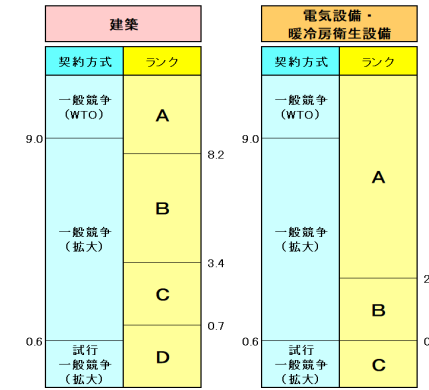 建築
契約方式
ランク
一般競争
（WTO）
A
9.0
8.2
B
一般競争
（拡大）
3.4
C
0.7
0.6
試行
一般競争
（拡大）
D
電気設備・
暖冷房衛生設備
契約方式
ランク
一般競争
（WTO）
9.0
A
一般競争
（拡大）
2
B
0.6
0
試行
一般競争
（拡大）
C